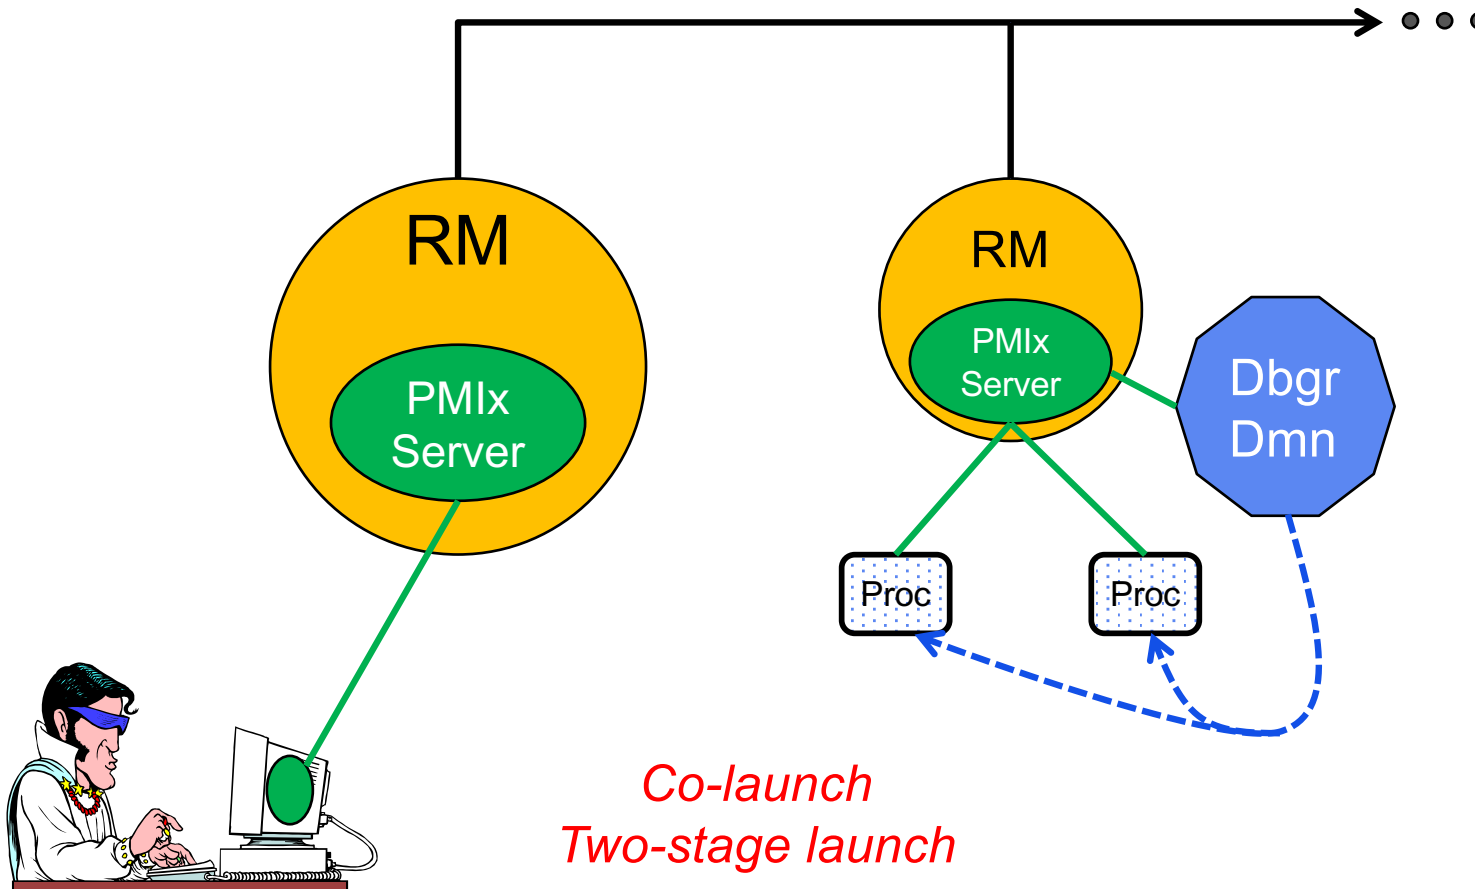 RM
PMIx
Server
RM
PMIx
Server
Dbgr
Dmn
Proc
Proc
Co-launch
Two-stage launch